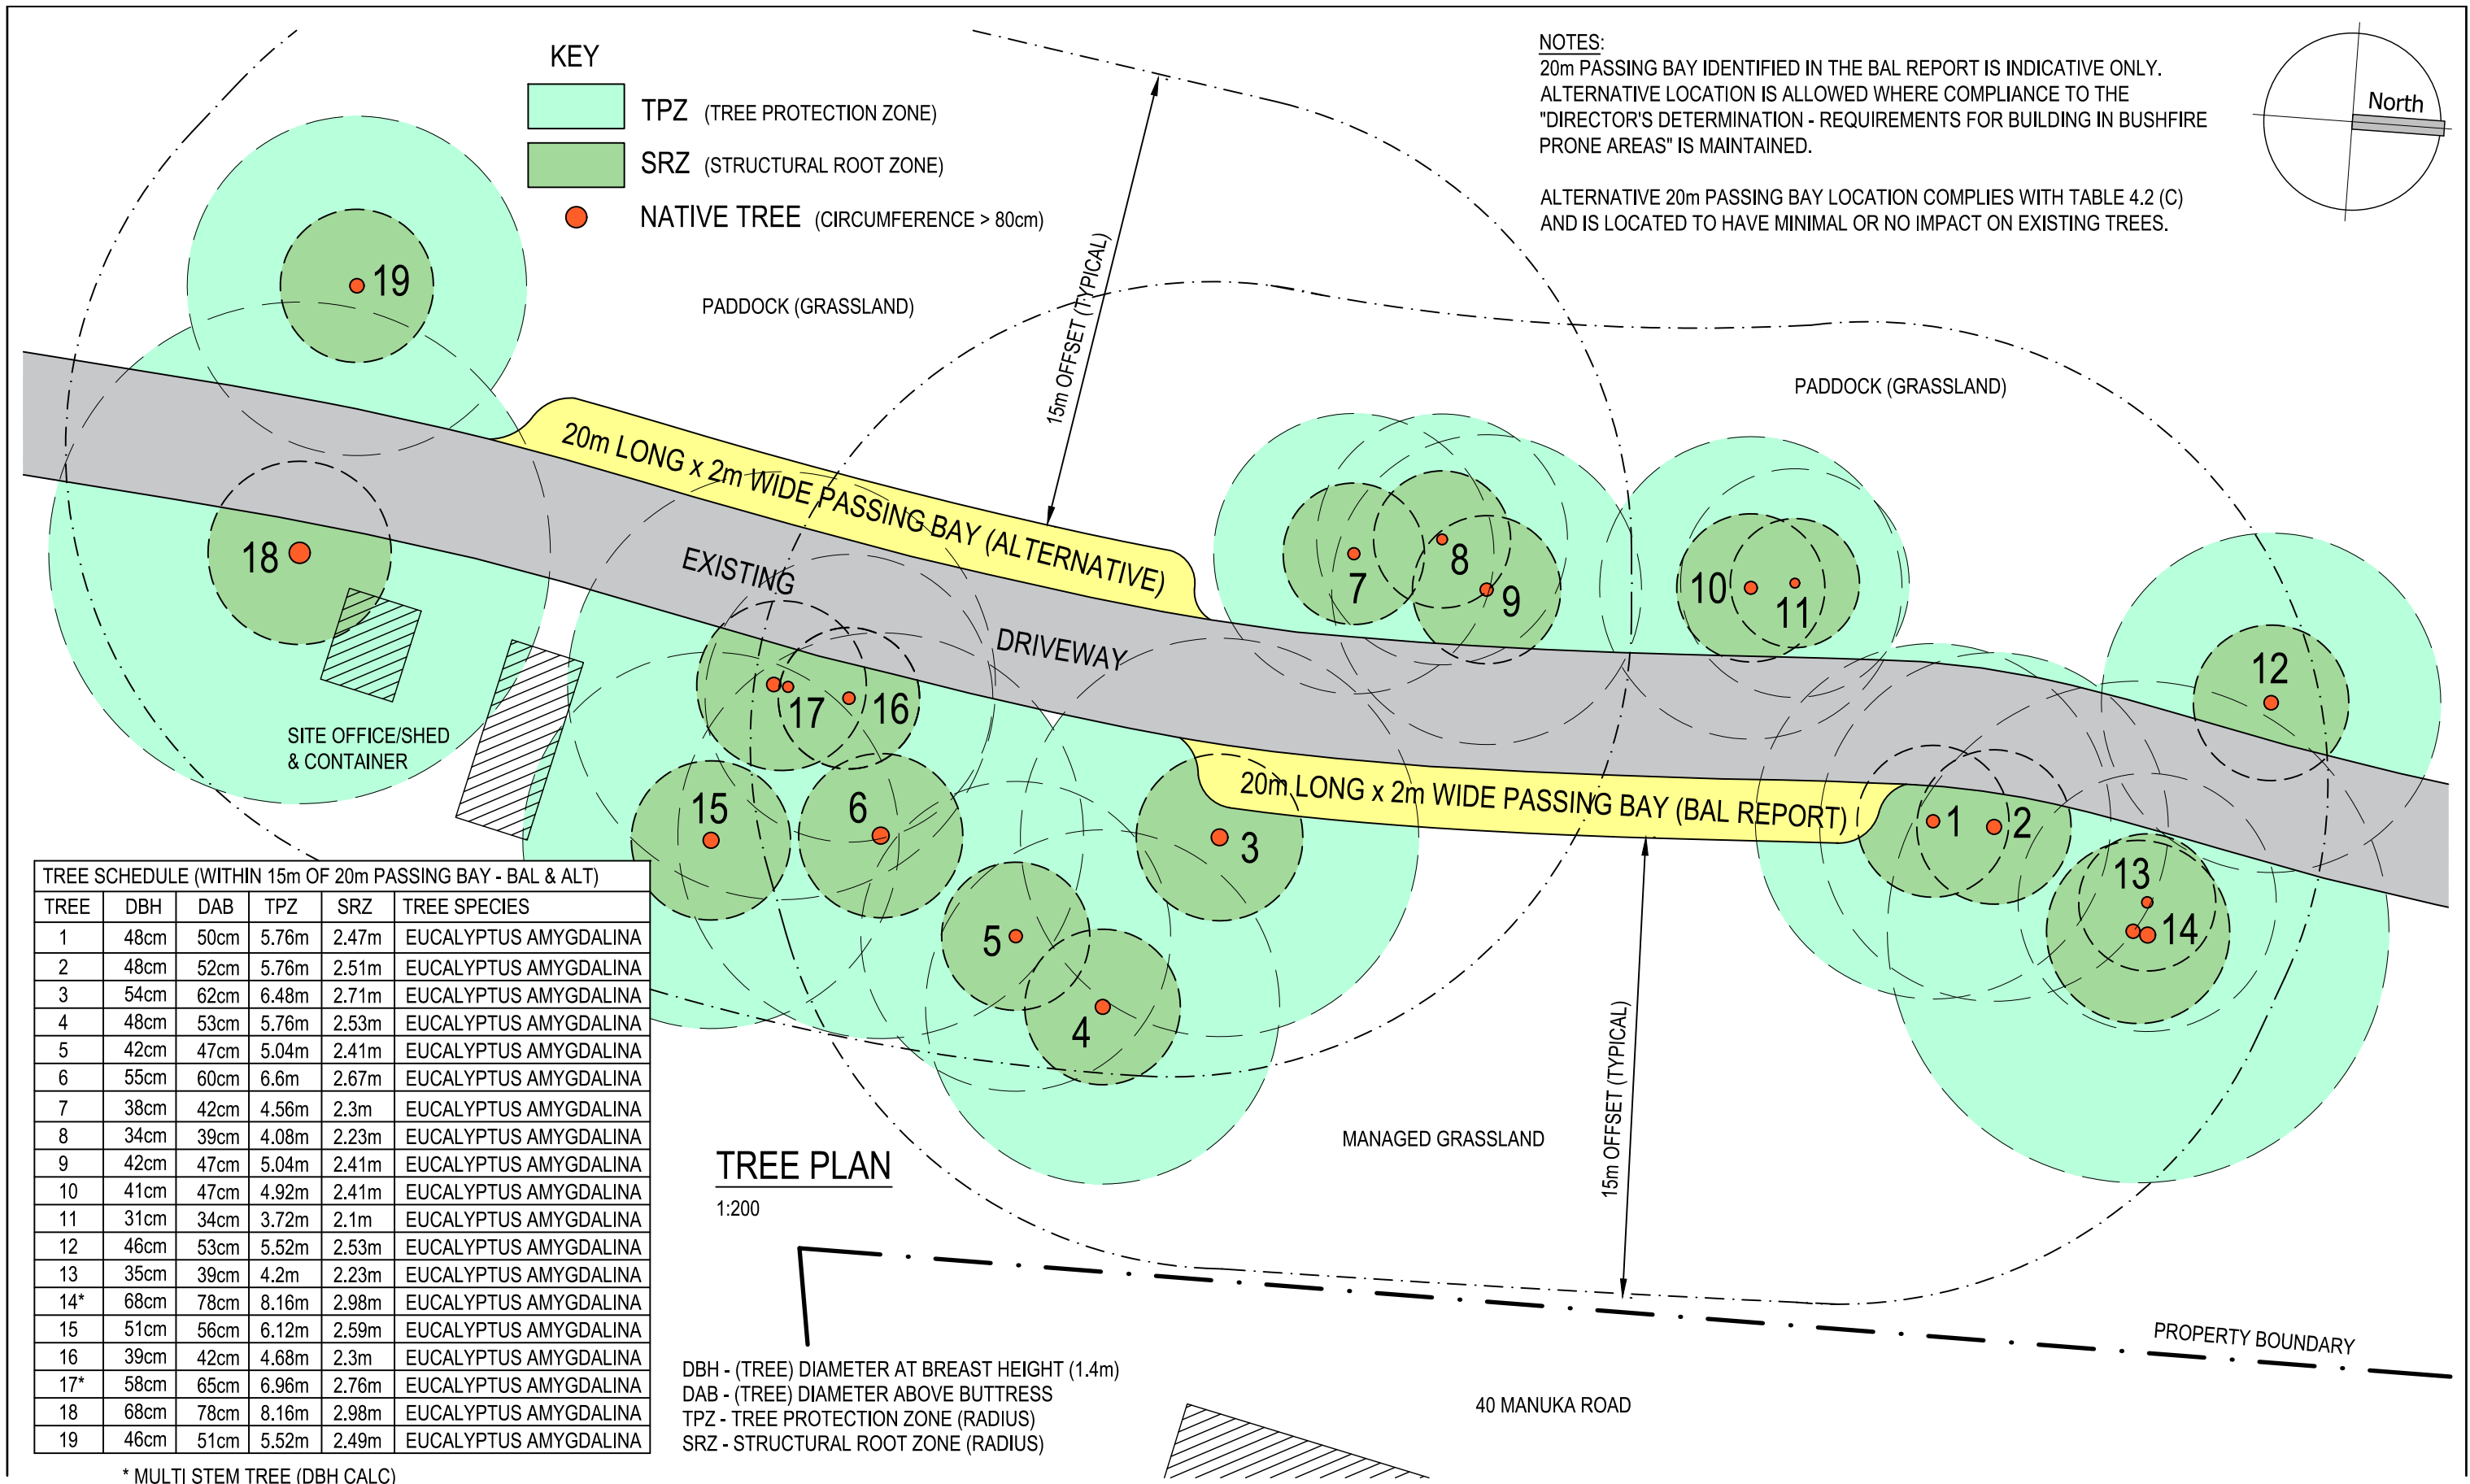 KEY
TPZ (TREE PROTECTION ZONE)
SRZ (STRUCTURAL ROOT ZONE)
NATIVE TREE (CIRCUMFERENCE > 80cm)
NOTES:
20m PASSING BAY IDENTIFIED IN THE BAL REPORT IS INDICATIVE ONLY.
ALTERNATIVE LOCATION IS ALLOWED WHERE COMPLIANCE TO THE
"DIRECTOR'S DETERMINATION - REQUIREMENTS FOR BUILDING IN BUSHFIRE
PRONE AREAS" IS MAINTAINED.
ALTERNATIVE 20m PASSING BAY LOCATION COMPLIES WITH TABLE 4.2 (C)
AND IS LOCATED TO HAVE MINIMAL OR NO IMPACT ON EXISTING TREES.
North
19
PADDOCK (GRASSLAND)
15m OFFSET (TYPICAL)
PADDOCK (GRASSLAND)
20m LONG x 2m WIDE PASSING BAY (ALTERNATIVE)
EXISTING
DRIVEWAY
18
7
8
9
10
11
12
17
16
SITE OFFICE/SHED
& CONTAINER
15
6
3
20m LONG x 2m WIDE PASSING BAY (BAL REPORT)
1
2
13
14
5
4
15m OFFSET (TYPICAL)
MANAGED GRASSLAND
TREE SCHEDULE (WITHIN 15m OF 20m PASSING BAY - BAL & ALT)
TREE DBH DAB TPZ SRZ TREE SPECIES
1 48cm 50cm 5.76m 2.47m EUCALYPTUS AMYGDALINA
2 48cm 52cm 5.76m 2.51m EUCALYPTUS AMYGDALINA
3 54cm 62cm 6.48m 2.71m EUCALYPTUS AMYGDALINA
4 48cm 53cm 5.76m 2.53m EUCALYPTUS AMYGDALINA
5 42cm 47cm 5.04m 2.41m EUCALYPTUS AMYGDALINA
6 55cm 60cm 6.6m 2.67m EUCALYPTUS AMYGDALINA
7 38cm 42cm 4.56m 2.3m EUCALYPTUS AMYGDALINA
8 34cm 39cm 4.08m 2.23m EUCALYPTUS AMYGDALINA
9 42cm 47cm 5.04m 2.41m EUCALYPTUS AMYGDALINA
10 41cm 47cm 4.92m 2.41m EUCALYPTUS AMYGDALINA
11 31cm 34cm 3.72m 2.1m EUCALYPTUS AMYGDALINA
12 46cm 53cm 5.52m 2.53m EUCALYPTUS AMYGDALINA
13 35cm 39cm 4.2m 2.23m EUCALYPTUS AMYGDALINA
14* 68cm 78cm 8.16m 2.98m EUCALYPTUS AMYGDALINA
15 51cm 56cm 6.12m 2.59m EUCALYPTUS AMYGDALINA
16 39cm 42cm 4.68m 2.3m EUCALYPTUS AMYGDALINA
17* 58cm 65cm 6.96m 2.76m EUCALYPTUS AMYGDALINA
18 68cm 78cm 8.16m 2.98m EUCALYPTUS AMYGDALINA
19 46cm 51cm 5.52m 2.49m EUCALYPTUS AMYGDALINA
* MULTI STEM TREE (DBH CALC)
TREE PLAN
1:200
DBH - (TREE) DIAMETER AT BREAST HEIGHT (1.4m)
DAB - (TREE) DIAMETER ABOVE BUTTRESS
TPZ - TREE PROTECTION ZONE (RADIUS)
SRZ - STRUCTURAL ROOT ZONE (RADIUS)
PROPERTY BOUNDARY
40 MANUKA ROAD